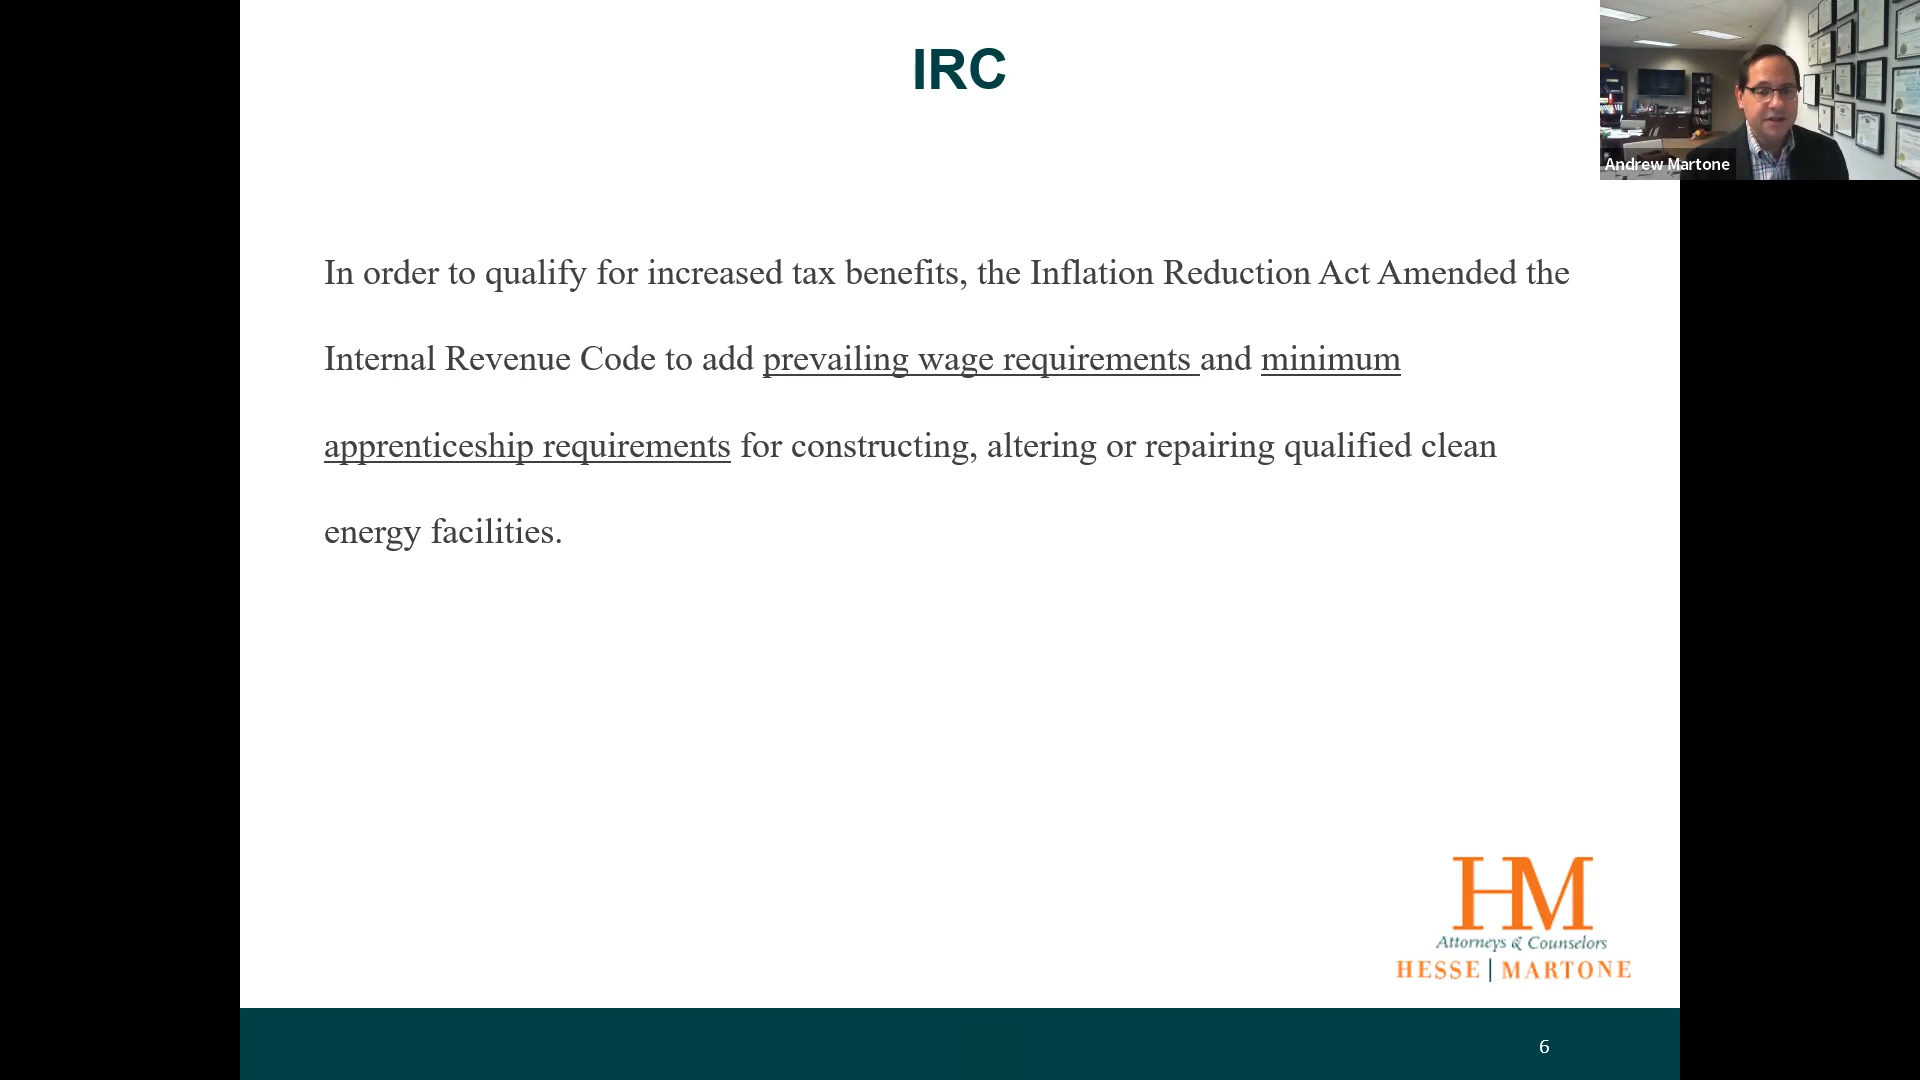 IRC
Andrew Martone
In order to qualify for increased tax benefits, the Inflation Reduction Act Amended the
Internal Revenue Code to add prevailing wage requirements and minimum
apprenticeship requirements for constructing, altering or repairing qualified clean
energy facilities.
HM
Attorneys & Counselors
HESSE | MARTONE
6